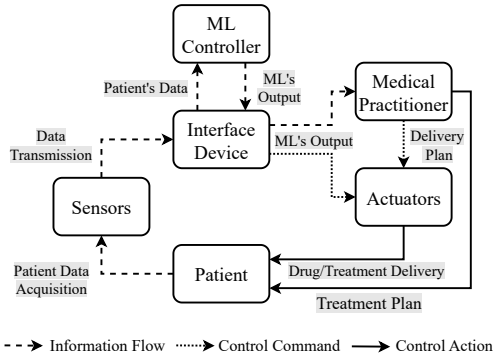 ML
Controller
Patient's Data
ML's
Output
Medical
Practitioner
Data
Transmission
Interface
Device
ML's Output
Delivery
Plan
Sensors
Actuators
Patient Data
Acquisition
Patient
Drug/Treatment Delivery
Treatment Plan
Information Flow
Control Command
Control Action